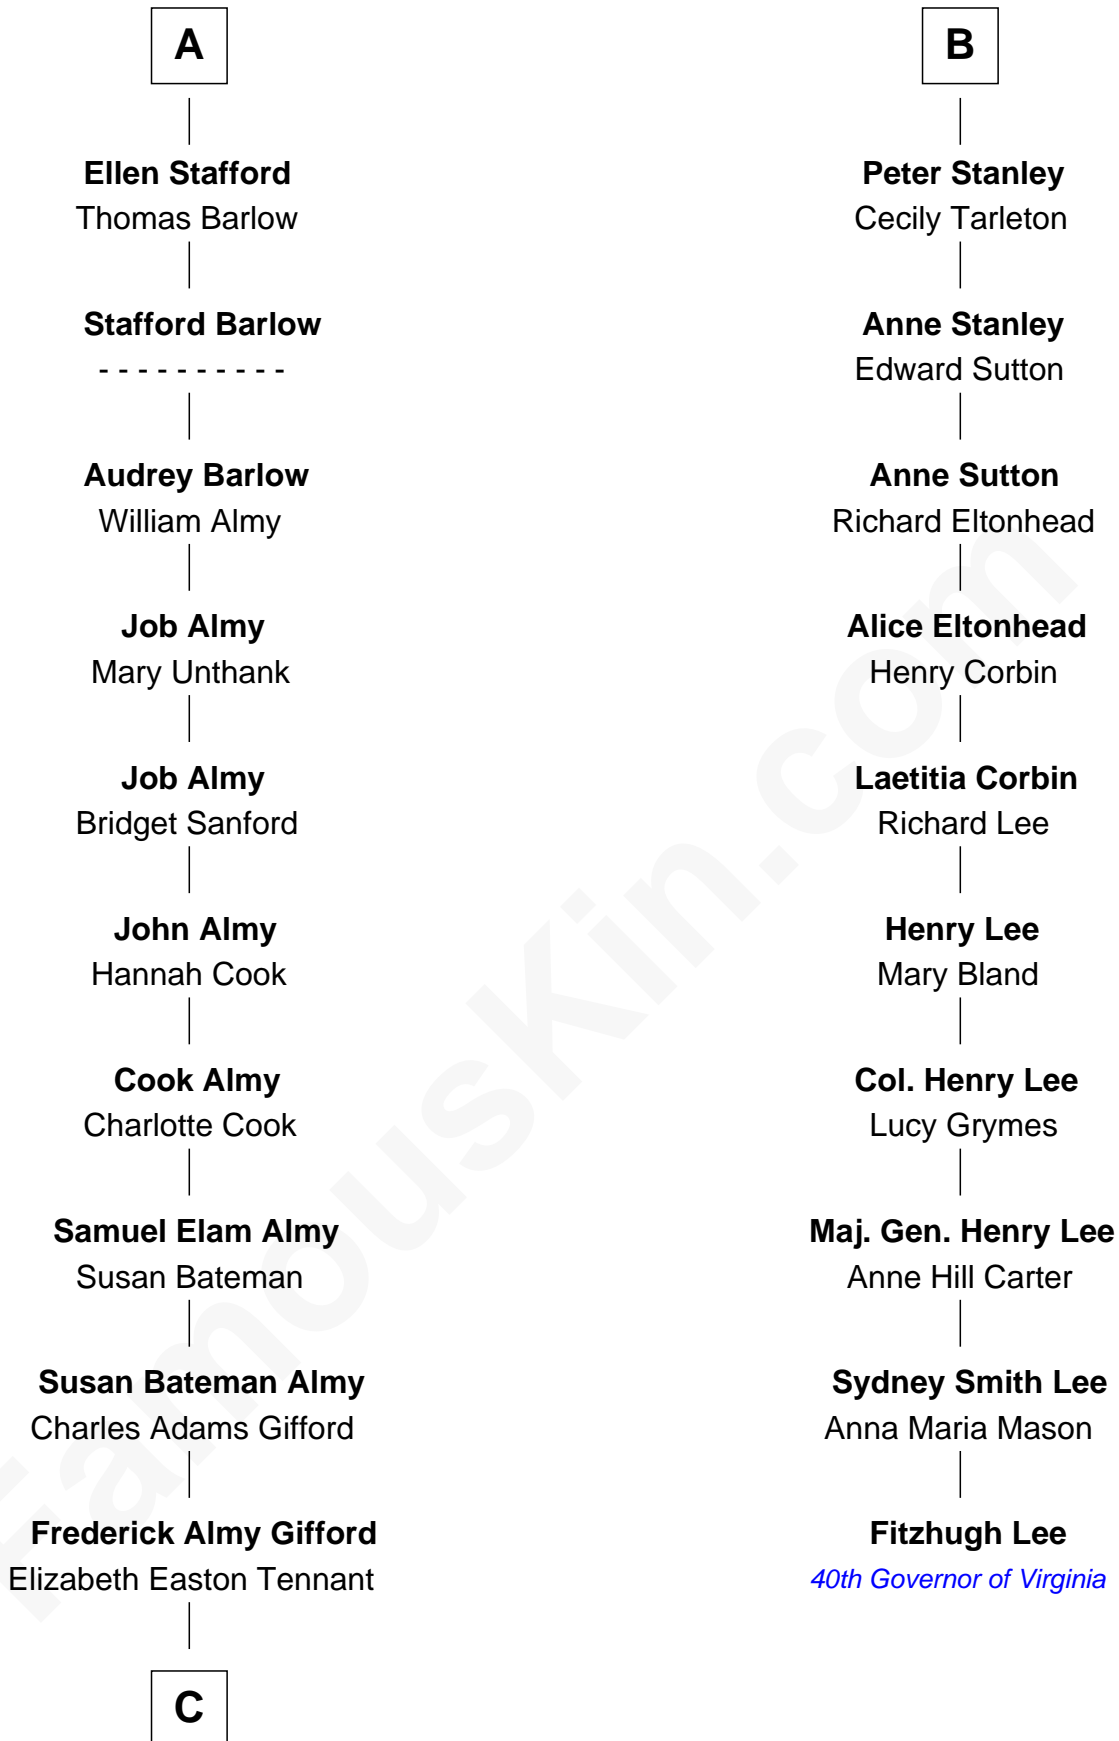 A
Ellen Stafford
Thomas Barlow
Stafford Barlow
- - - - - - - - - -
Audrey Barlow
William Almy
Job Almy
Mary Unthank
Job Almy
Bridget Sanford
John Almy
Hannah Cook
Cook Almy
Charlotte Cook
Samuel Elam Almy
Susan Bateman
Susan Bateman Almy
Charles Adams Gifford
Frederick Almy Gifford
Elizabeth Easton Tennant
C
B
Peter Stanley
Cecily Tarleton
Anne Stanley
Edward Sutton
Anne Sutton
Richard Eltonhead
Alice Eltonhead
Henry Corbin
Laetitia Corbin
Richard Lee
Henry Lee
Mary Bland
Col. Henry Lee
Lucy Grymes
Maj. Gen. Henry Lee
Anne Hill Carter
Sydney Smith Lee
Anna Maria Mason
Fitzhugh Lee
40th Governor of Virginia
FamousKin.com